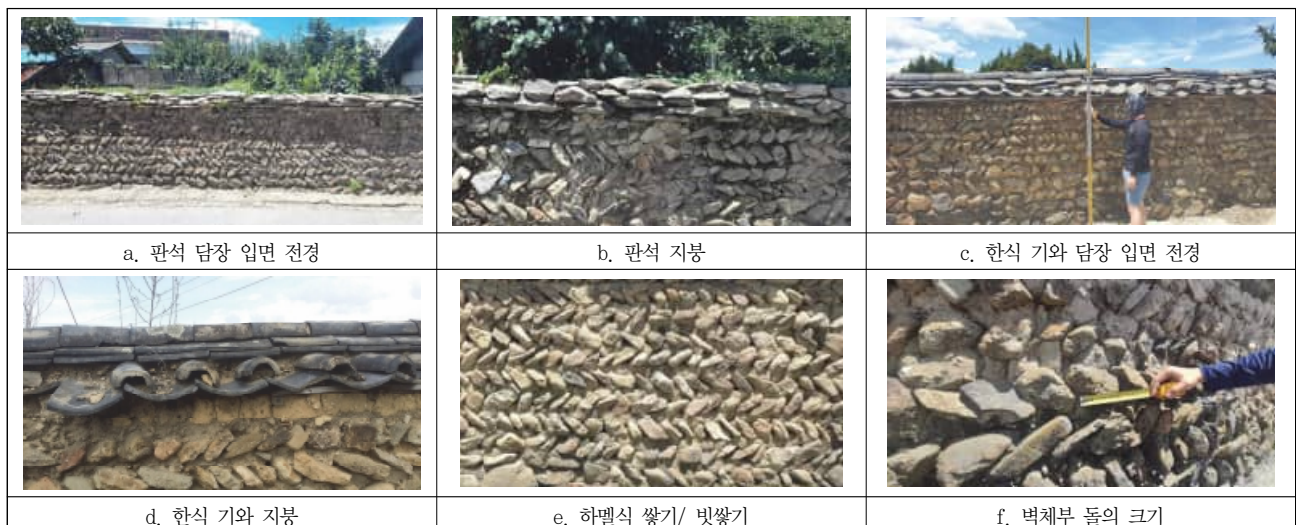 a. 판석 담장 입면 전경
b. 판석 지붕
c. 한식 기와 담장 입면 전경
d. 한식 기와 지붕
e. 하멜식 쌓기/ 빗쌓기
f. 벽체부 돌의 크기